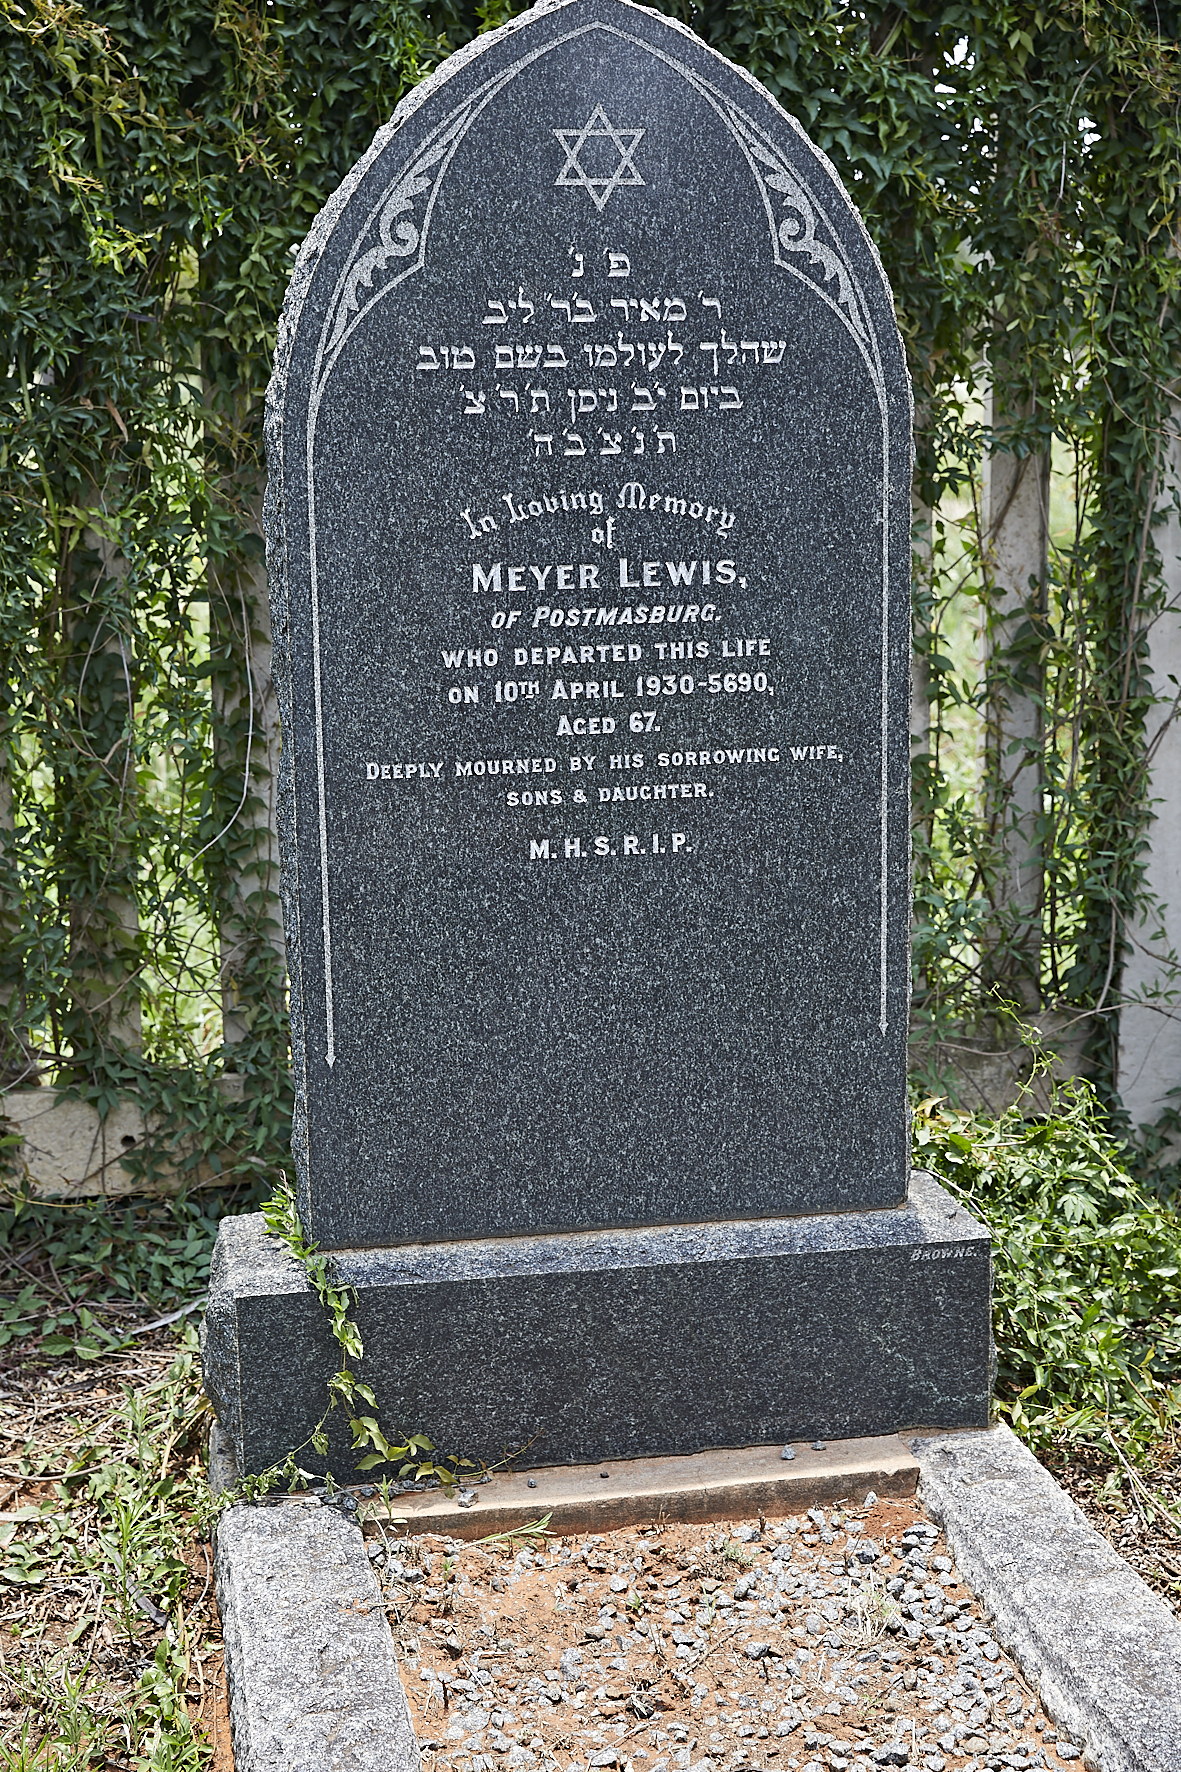 פ׳ נ׳
ר׳ מאיר בר׳ ליב
שהלך לעולמו בשם טוב
ביום י״ב ניסן ת׳ר׳צ׳
ת׳נ׳צ׳ב׳ה׳
In Loving Memory
of
MEYER LEWIS,
OF POSTMASBURG.
WHO DEPARTED THIS LIFE
ON 10TH APRIL 1930-5690,
AGED 67.
DEEPLY MOURNED BY HIS SORROWING WIFE,
SONS & DAUGHTER.
M.H.S.R.I.P.
BROWNE.